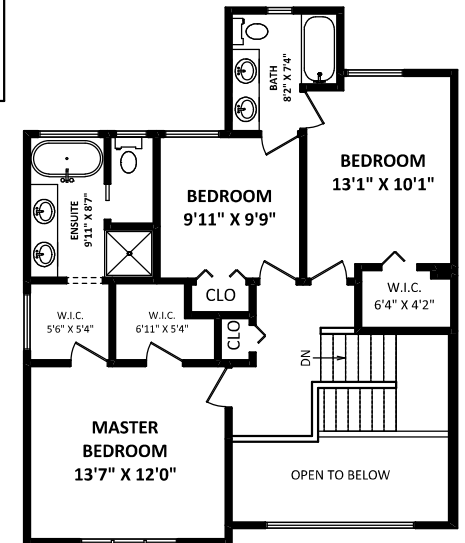 BATH
8'2" X 7'4"
BEDROOM
13'1" X 10'1"
BEDROOM
9'11" X 9'9"
ENSUITE
9'11" X 8'7"
W.I.C.
6'4" X 4'2"
CLO
W.I.C.
5'6" X 5'4"
W.I.C.
6'11" X 5'4"
CLO
DN
MASTER
BEDROOM
13'7" X 12'0"
OPEN TO BELOW